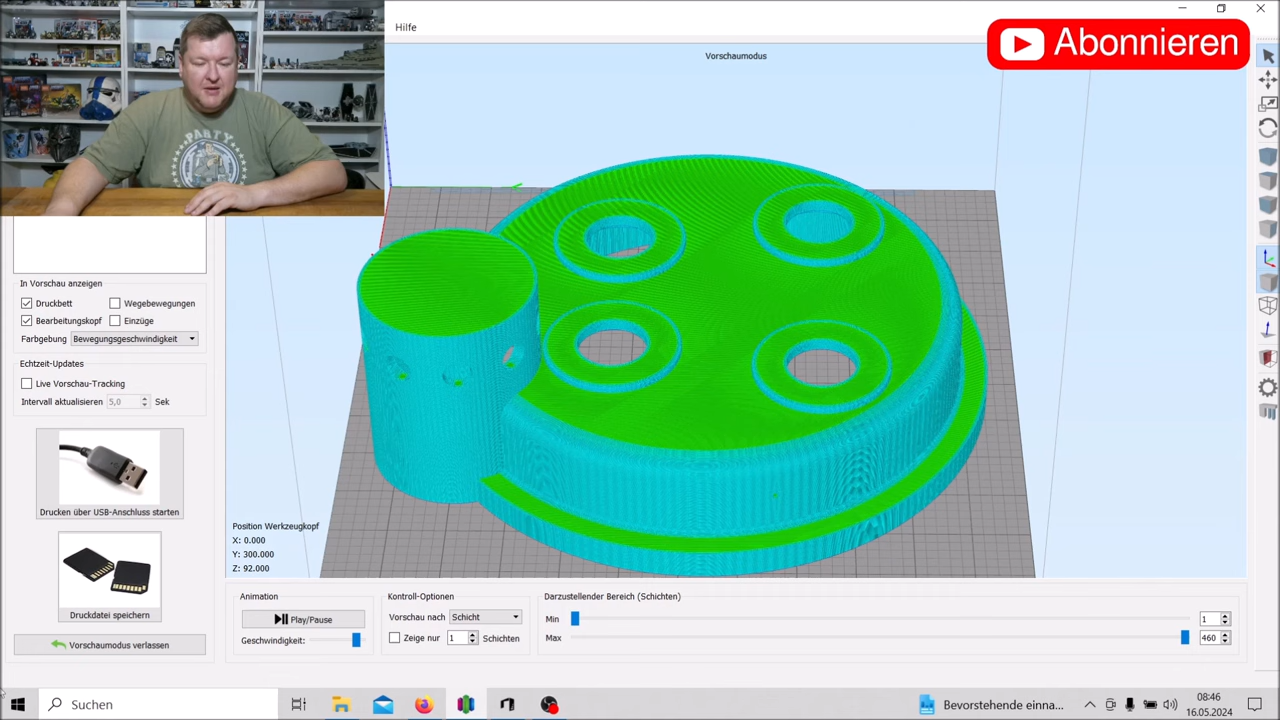 Hilfe
Abonnieren
Vorschaumodus
PARTY
In Vorschau anzeigen
Druckbett
Wegebewegungen
Bearbeitungskopf
Einzüge
Farbgebung
Bewegungsgeschwindigkeit
Echtzeit-Updates
Live Vorschau-Tracking
Intervall aktualisieren
5,0
Sek
Drucken über USB-Anschluss starten
Druckdatei speichern
Vorschaumodus verlassen
Position Werkzeugkopf
X: 0.000
Y: 300.000
Z: 92.000
Animation
Play/Pause
Geschwindigkeit:
Kontroll-Optionen
Vorschau nach
Schicht
Zeige nur
1
Schichten
Darzustellender Bereich (Schichten)
Min
1
Max
460
Suchen
Bevorstehende einna...
08:46
16.05.2024